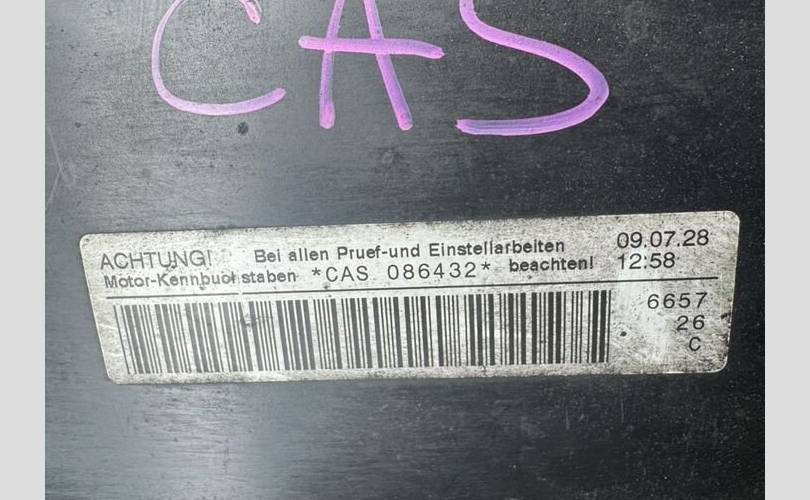 CAS
ACHTUNG! Bei allen Pruef-und Einstellarbeiten
Motor-Kennbuchstaben *CAS 086432* beachten!
09.07.28
12:58
6657
26
C